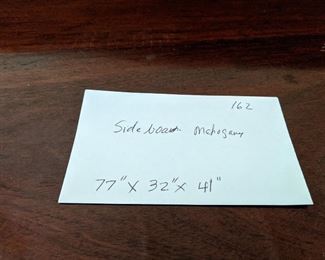 162
Sideboard Mahogany
77" x 32" x 41"